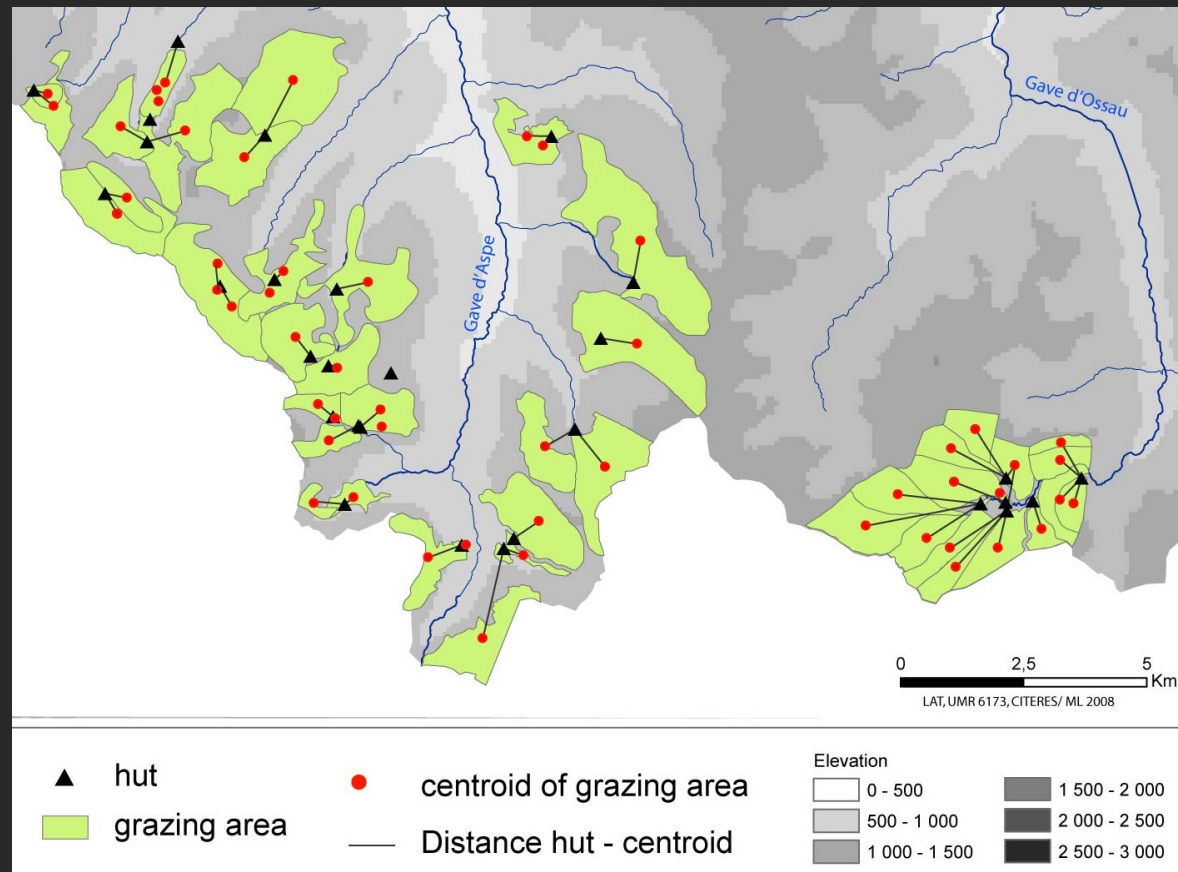 Gave d'Ossau
Gave d'Aspe
0 2,5 5
Km
LAT, UMR 6173, CITERES/ ML 2008
hut
grazing area
centroid of grazing area
Distance hut - centroid
Elevation
0 - 500
500 - 1 000
1 000 - 1 500
1 500 - 2 000
2 000 - 2 500
2 500 - 3 000